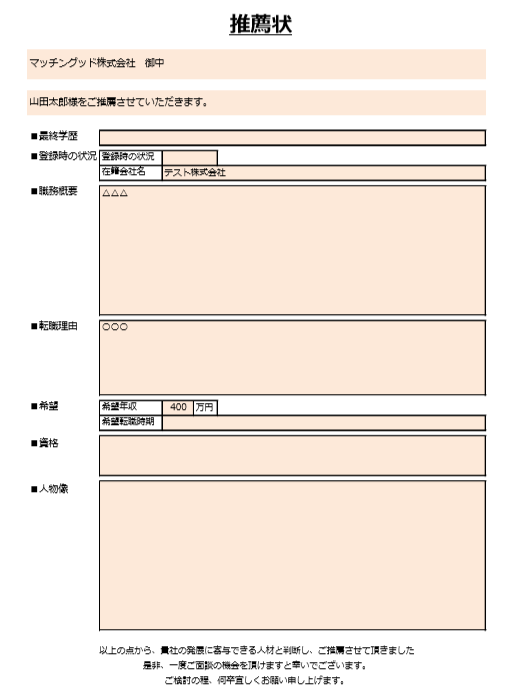 推薦状
マッチングッド株式会社 御中
山田太郎様をご推薦させていただきます。
■最終学歴
■登録時の状況 登録時の状況
在籍会社名 テスト株式会社
■職務概要 △△△
■転職理由 ○○○
■希望 希望年収 400 万円
希望転職時期
■資格
■人物像
以上の点から、貴社の発展に寄与できる人材と判断し、ご推薦させて頂きました
是非、一度ご面談の機会を頂けますと幸いでございます。
ご検討の程、何卒宜しくお願い申し上げます。